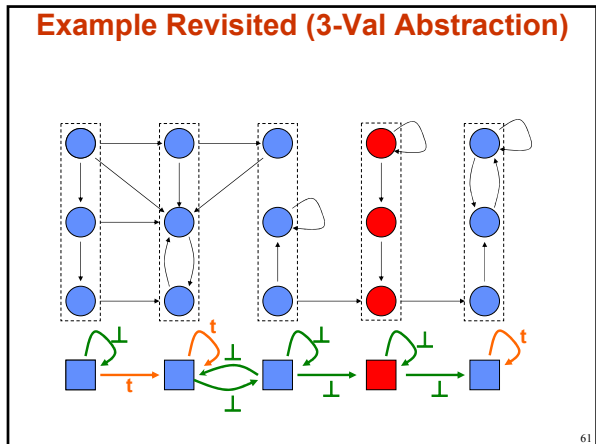 Example Revisited (3-Val Abstraction)
⊥ t ⊥ ⊥ ⊥ t
t ⊥ ⊥ ⊥
61